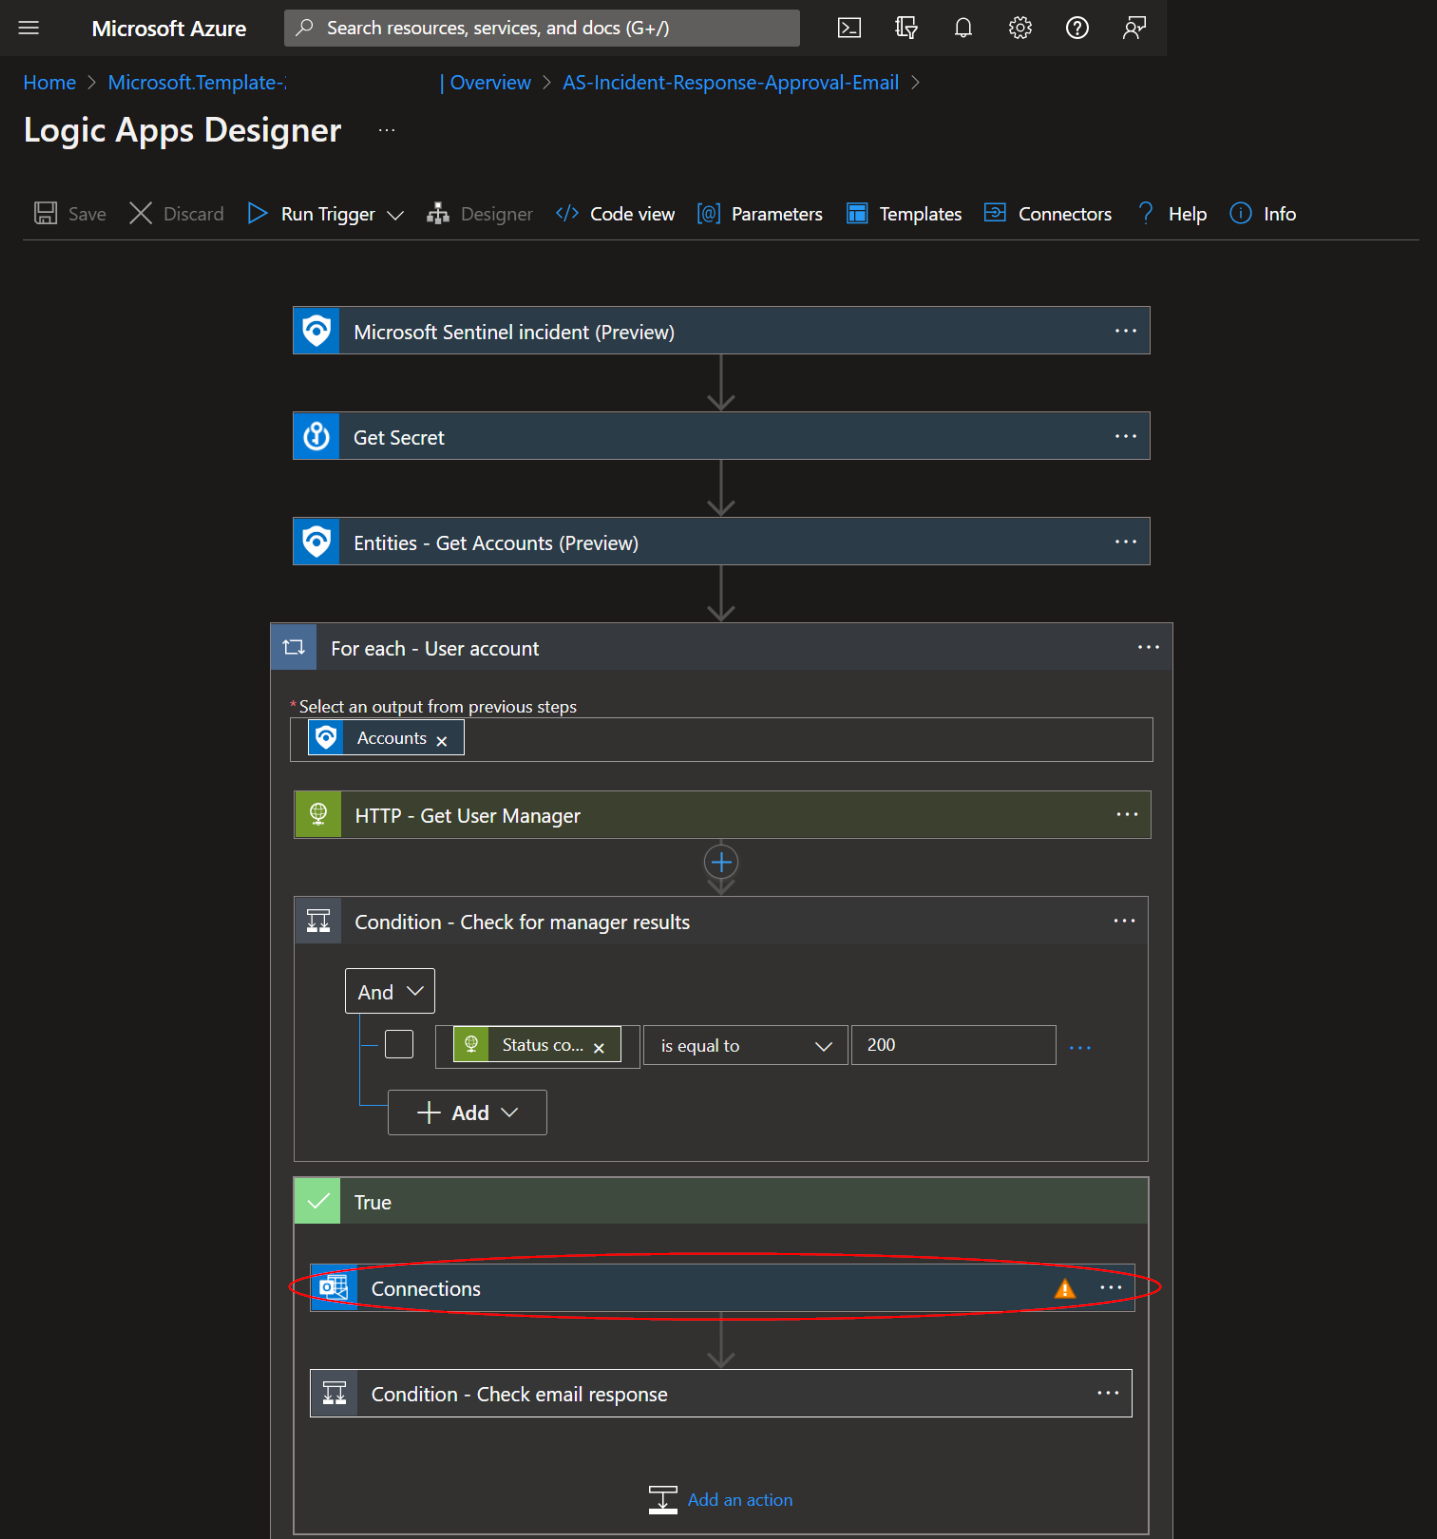 Microsoft Azure
Search resources, services, and docs (G+/)
Home > Microsoft.Template- | Overview > AS-Incident-Response-Approval-Email >
Logic Apps Designer ...
Save Discard Run Trigger Designer Code view Parameters Templates Connectors Help Info
Microsoft Sentinel incident (Preview) ...
Get Secret ...
Entities - Get Accounts (Preview) ...
For each - User account ...
*Select an output from previous steps
Accounts ×
HTTP - Get User Manager ...
Condition - Check for manager results ...
And
Status co... × is equal to 200 ...
+ Add
True
Connections ...
Condition - Check email response ...
Add an action